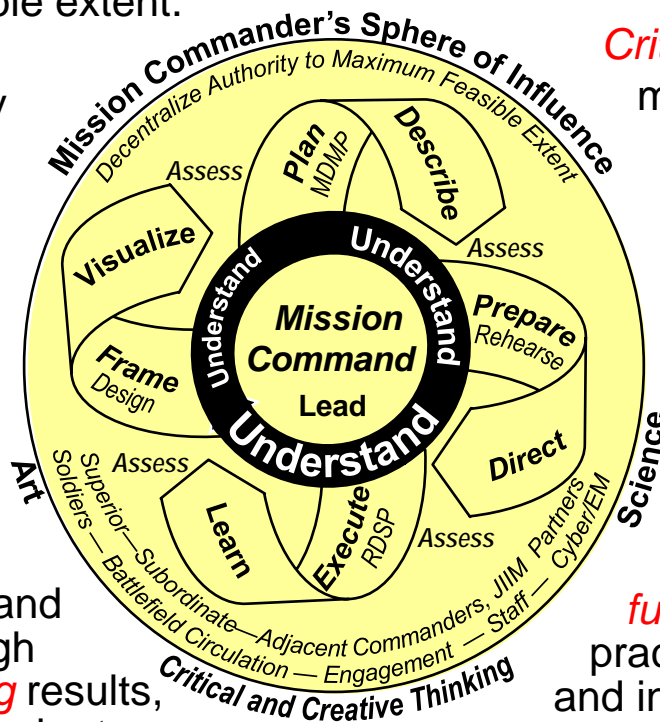 ble extent.
Mission Commander's Sphere of Influence
Decentralize Authority to Maximum Feasible Extent
Plan
MDMP
Describe
Assess
Assess
Visualize
Understand
Understand
Prepare
Rehearse
Mission
Command
Lead
Frame
Design
Understand
Direct
Art
Science
Assess
Learn
Execute
RDSP
Assess
Superior—Subordinate—Adjacent Commanders, JIIM Partners
Soldiers — Battlefield Circulation — Engagement — Staff — Cyber/EM
Critical and Creative Thinking
Crit
m
y
and
gh
g results,
fu
prac
and in